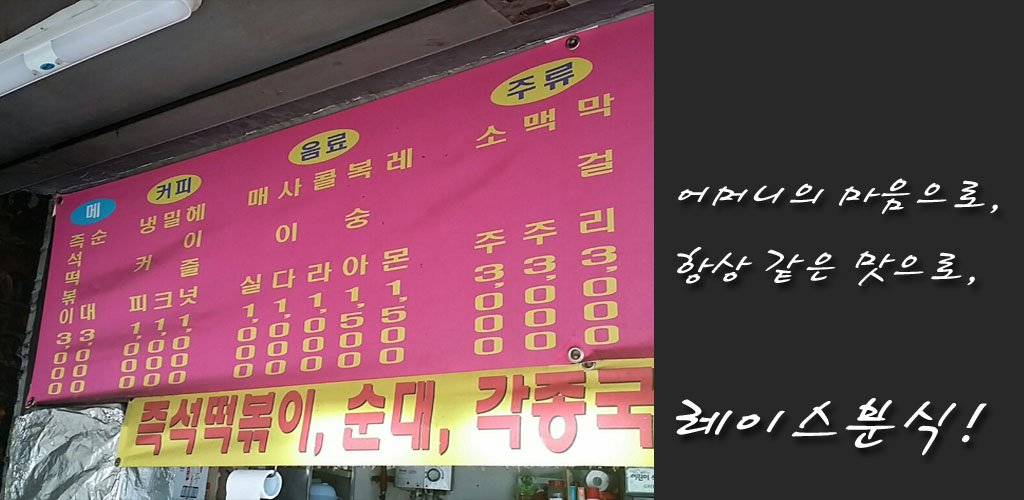 메
즉석떡볶이 3,000
순대 3,000
커피
냉커피 1,000
밀크 1,000
헤이즐넛 1,000
음료
매실 1,000
사이다 1,000
콜라 1,000
복숭아 1,500
레몬 1,500
주류
소주 3,000
맥주 3,000
막걸리 3,000
즉석떡볶이, 순대, 각종국
어머니의 마음으로,
항상 같은 맛으로,
레이스분식!